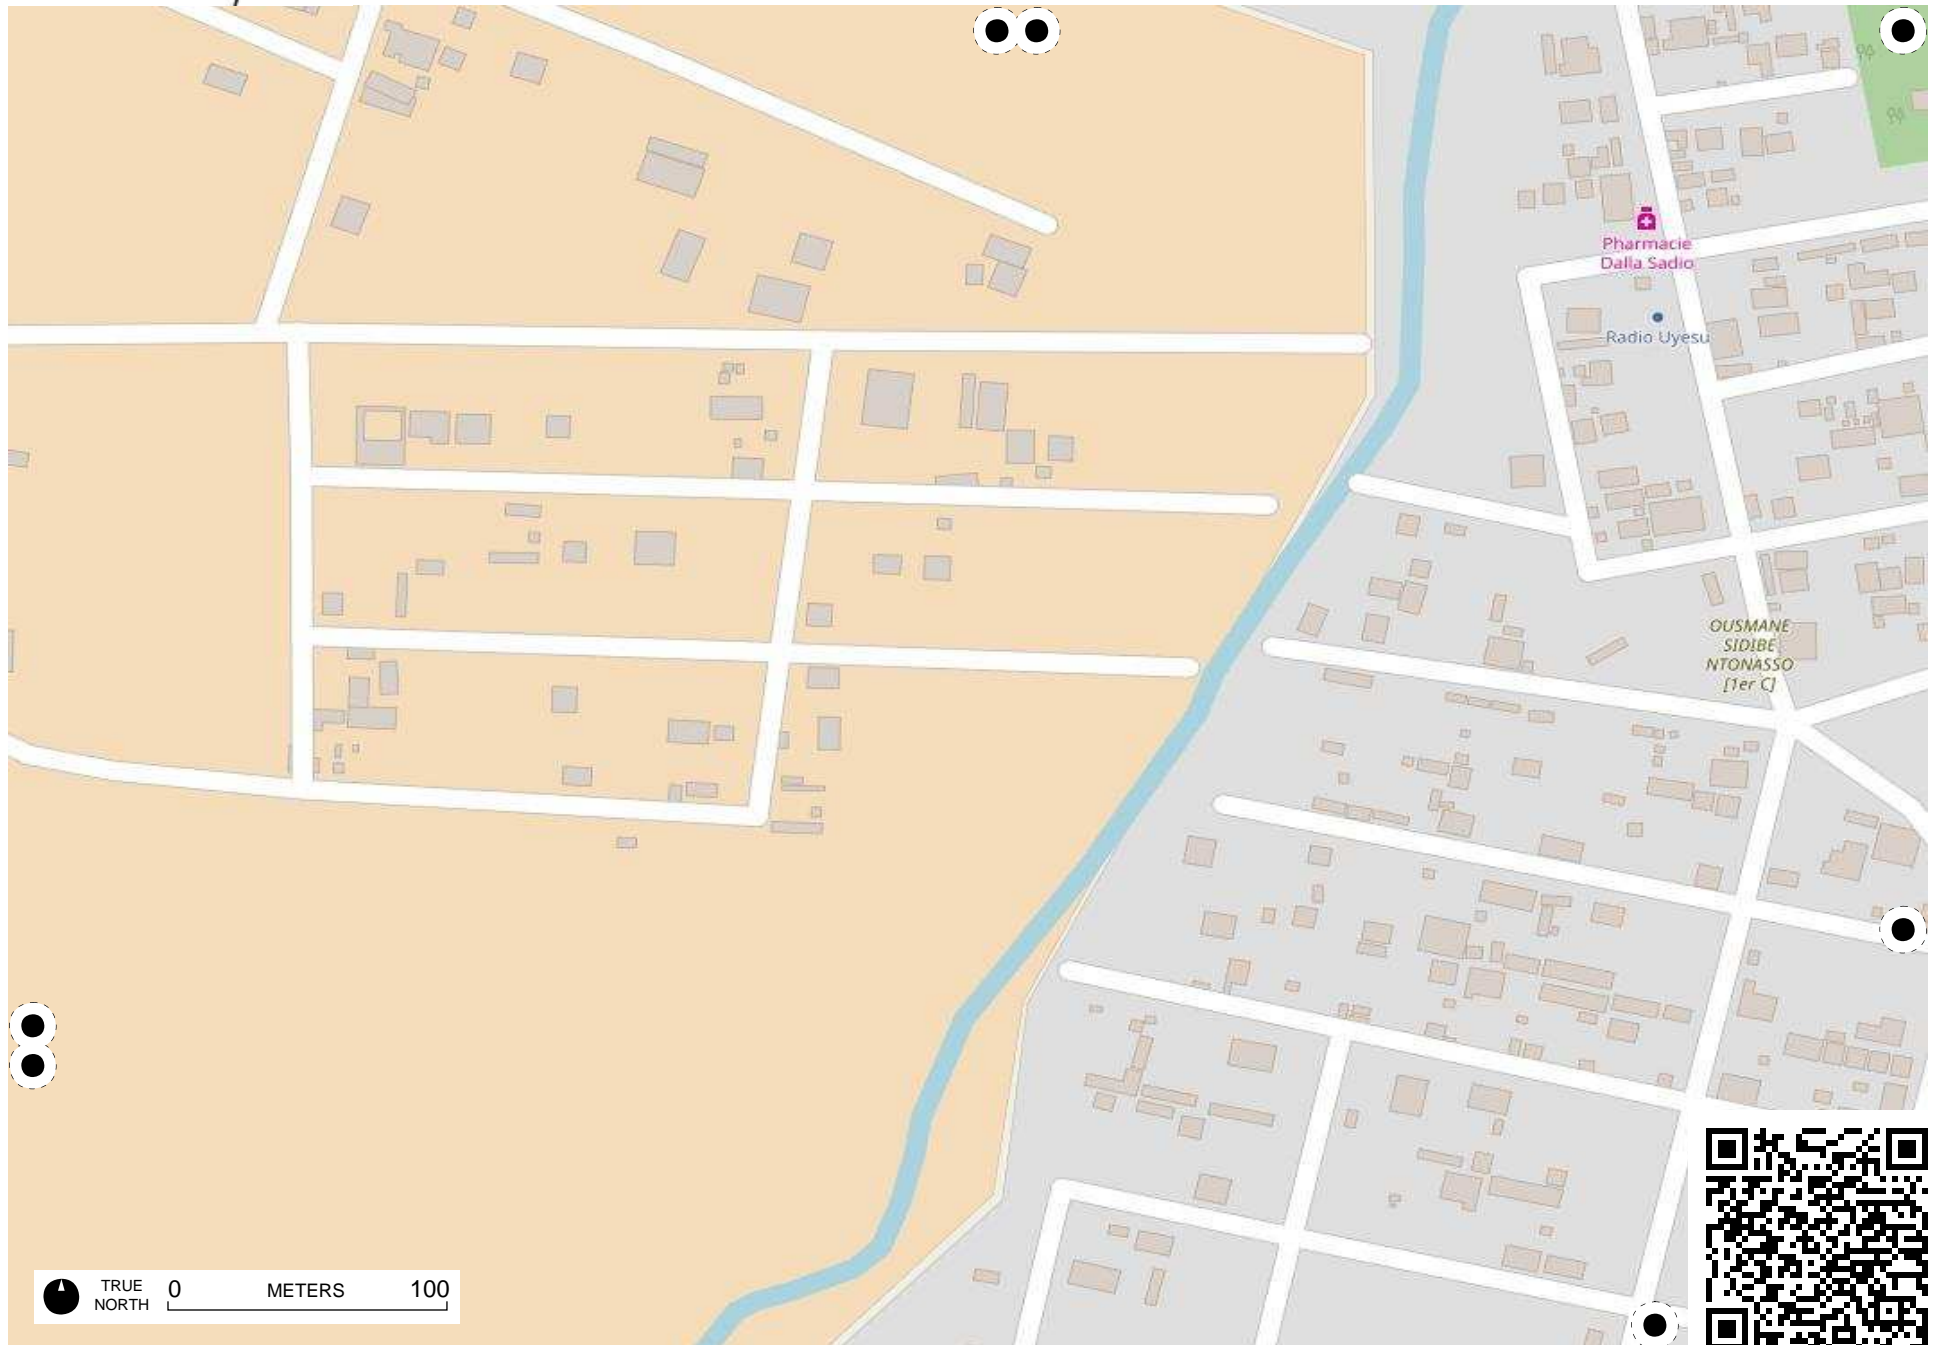 Pharmacie
Dalla Sadio
Radio Uyesu
OUSMANE
SIDIBE
NTONASSO
[1er C]
TRUE
NORTH
0 METERS 100